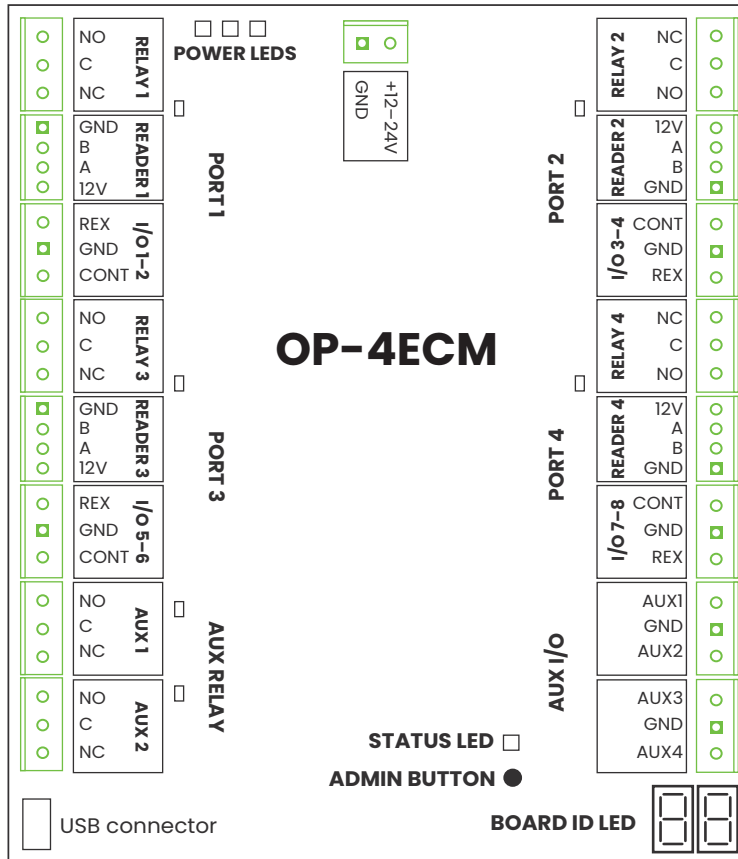 POWER LEDS
+12–24V
GND
NO
C
NC
RELAY 1
GND
B
A
12V
READER 1
REX
GND
CONT
I/O 1–2
PORT 1
NO
C
NC
RELAY 3
GND
B
A
12V
READER 3
REX
GND
CONT
I/O 5–6
PORT 3
NO
C
NC
AUX 1
NO
C
NC
AUX 2
AUX RELAY
USB connector
OP-4ECM
RELAY 2
NC
C
NO
READER 2
12V
A
B
GND
I/O 3–4
CONT
GND
REX
PORT 2
RELAY 4
NC
C
NO
READER 4
12V
A
B
GND
I/O 7–8
CONT
GND
REX
PORT 4
AUX1
GND
AUX2
AUX3
GND
AUX4
AUX I/O
STATUS LED
ADMIN BUTTON
BOARD ID LED
88